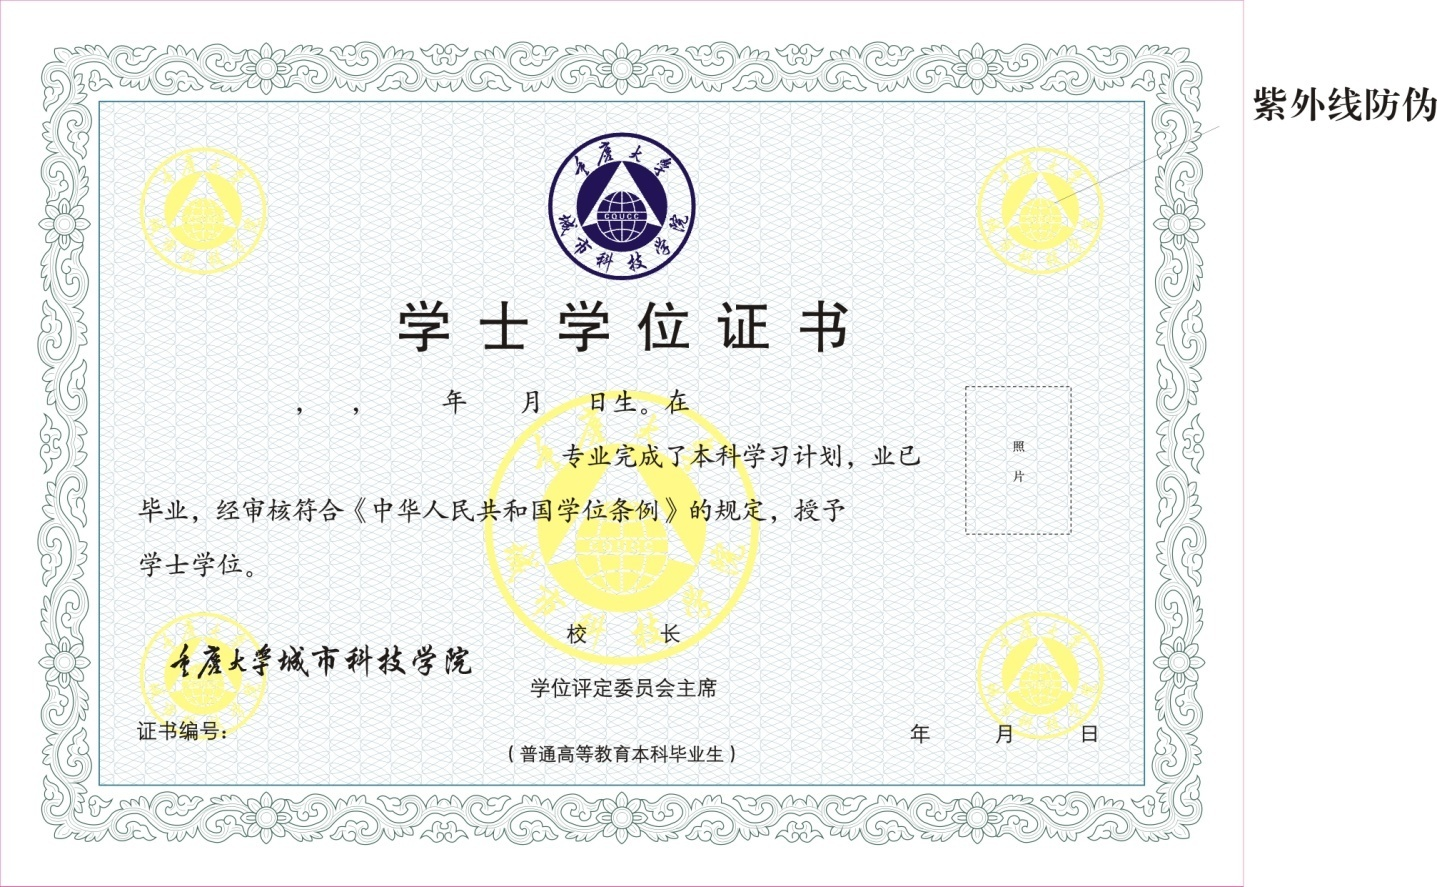 紫外线防伪
重庆大学
CQUCC
城市科技学院
学士学位证书
， ， 年 月 日生。在
专业完成了本科学习计划，业已
毕业，经审核符合《中华人民共和国学位条例》的规定，授予
学士学位。
照
片
校 长
重庆大学城市科技学院
学位评定委员会主席
证书编号：
年 月 日
（普通高等教育本科毕业生）